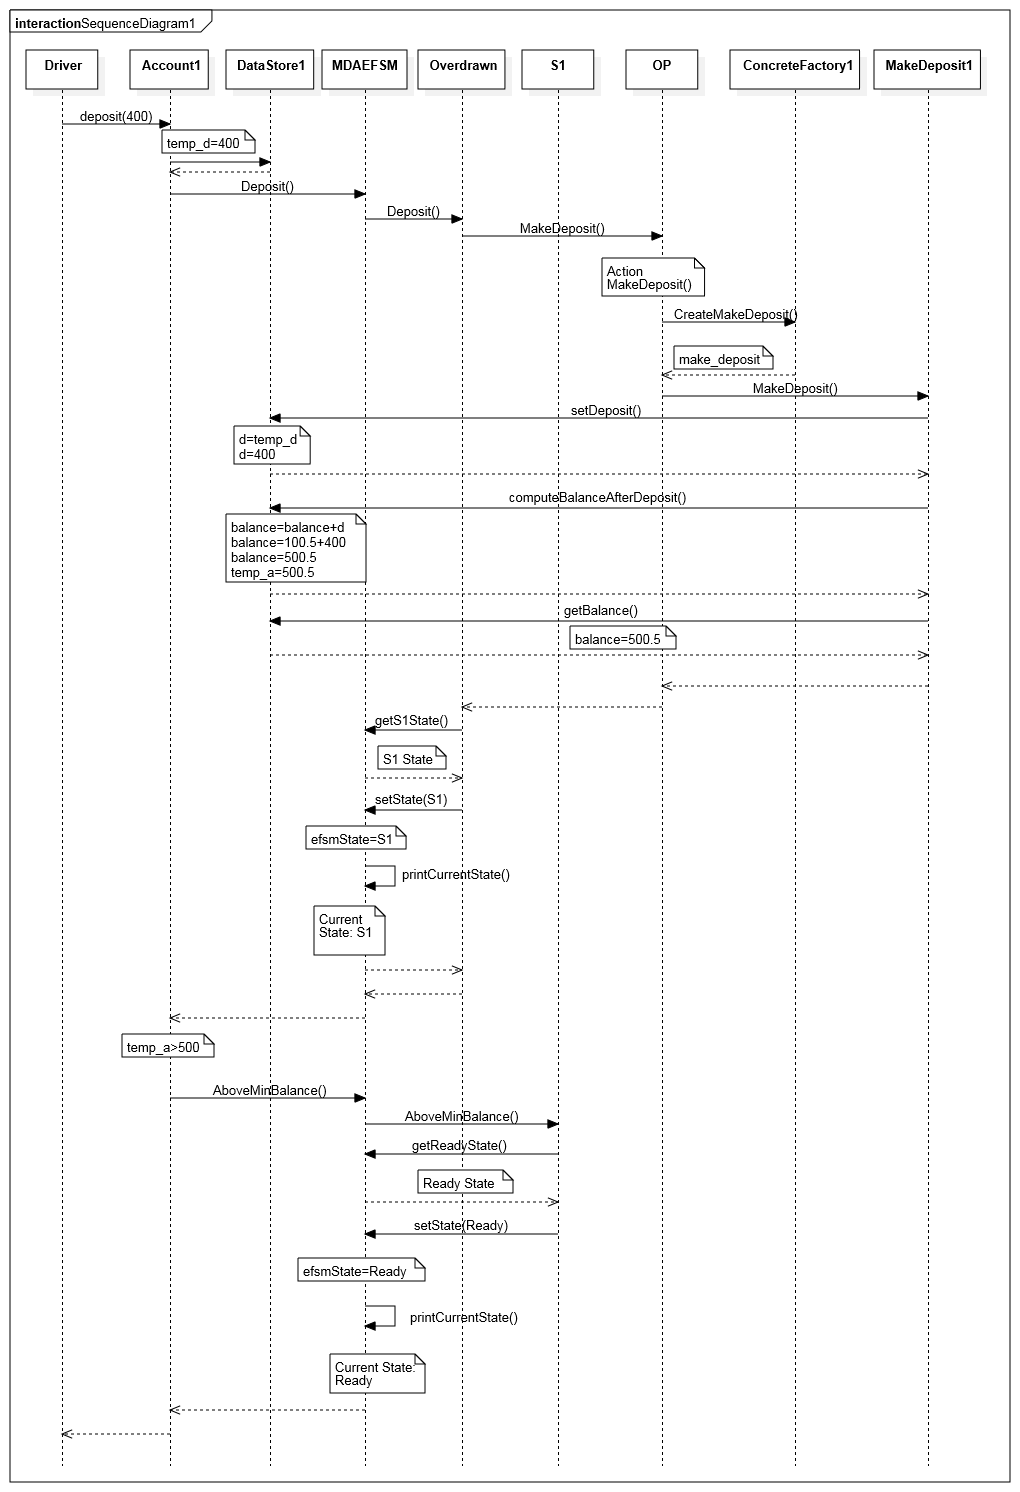 interactionSequenceDiagram1
Driver
Account1
DataStore1
MDAEFSM
Overdrawn
S1
OP
ConcreteFactory1
MakeDeposit1
deposit(400)
temp_d=400
Deposit()
Deposit()
MakeDeposit()
Action
MakeDeposit()
CreateMakeDeposit()
make_deposit
MakeDeposit()
setDeposit()
d=temp_d
d=400
computeBalanceAfterDeposit()
balance=balance+d
balance=100.5+400
balance=500.5
temp_a=500.5
getBalance()
balance=500.5
getS1State()
S1 State
setState(S1)
efsmState=S1
printCurrentState()
Current
State: S1
temp_a>500
AboveMinBalance()
AboveMinBalance()
getReadyState()
Ready State
setState(Ready)
efsmState=Ready
printCurrentState()
Current State:
Ready